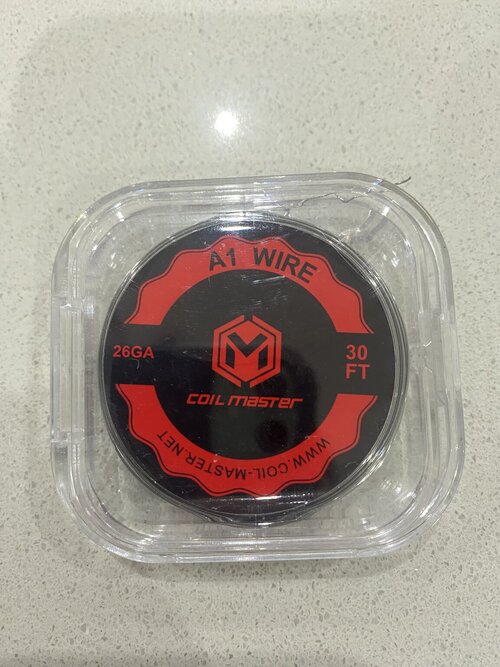 A1 WIRE
26GA
30
FT
M
COIL MASTER
WWW.COIL-MASTER.NET